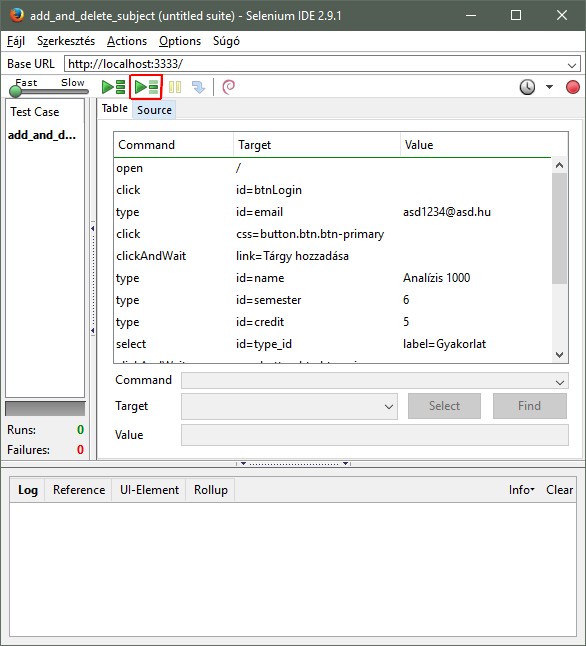 add_and_delete_subject (untitled suite) - Selenium IDE 2.9.1
Fájl Szerkesztés Actions Options Súgó
Base URL http://localhost:3333/
Fast Slow
Test Case
add_and_d...
Table Source
Command Target Value
open /
click id=btnLogin
type id=email asd1234@asd.hu
click css=button.btn.btn-primary
clickAndWait link=Tárgy hozzadása
type id=name Analízis 1000
type id=semester 6
type id=credit 5
select id=type_id label=Gyakorlat
Command
Target Select Find
Value
Runs: 0
Failures: 0
Log Reference UI-Element Rollup Info Clear